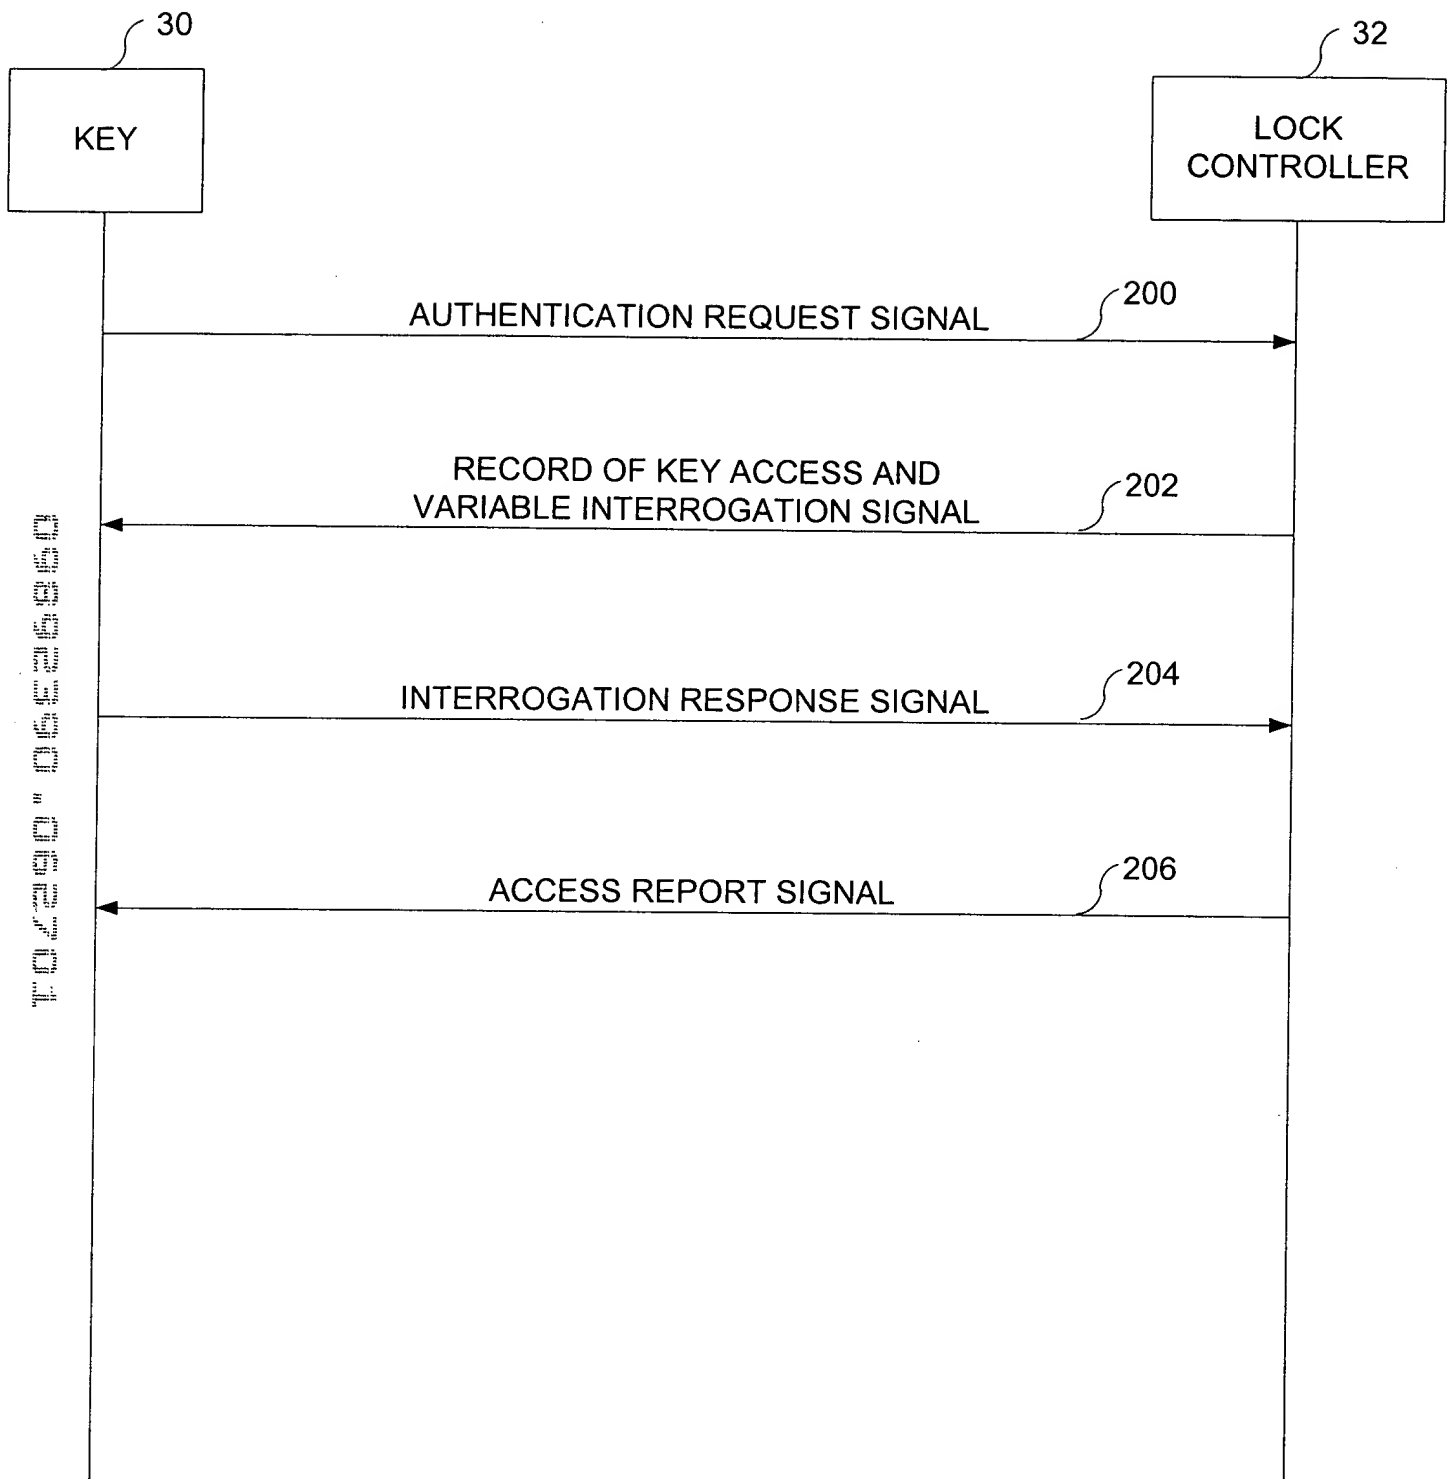 30
32
KEY
LOCK
CONTROLLER
AUTHENTICATION REQUEST SIGNAL
200
RECORD OF KEY ACCESS AND
VARIABLE INTERROGATION SIGNAL
202
INTERROGATION RESPONSE SIGNAL
204
ACCESS REPORT SIGNAL
206